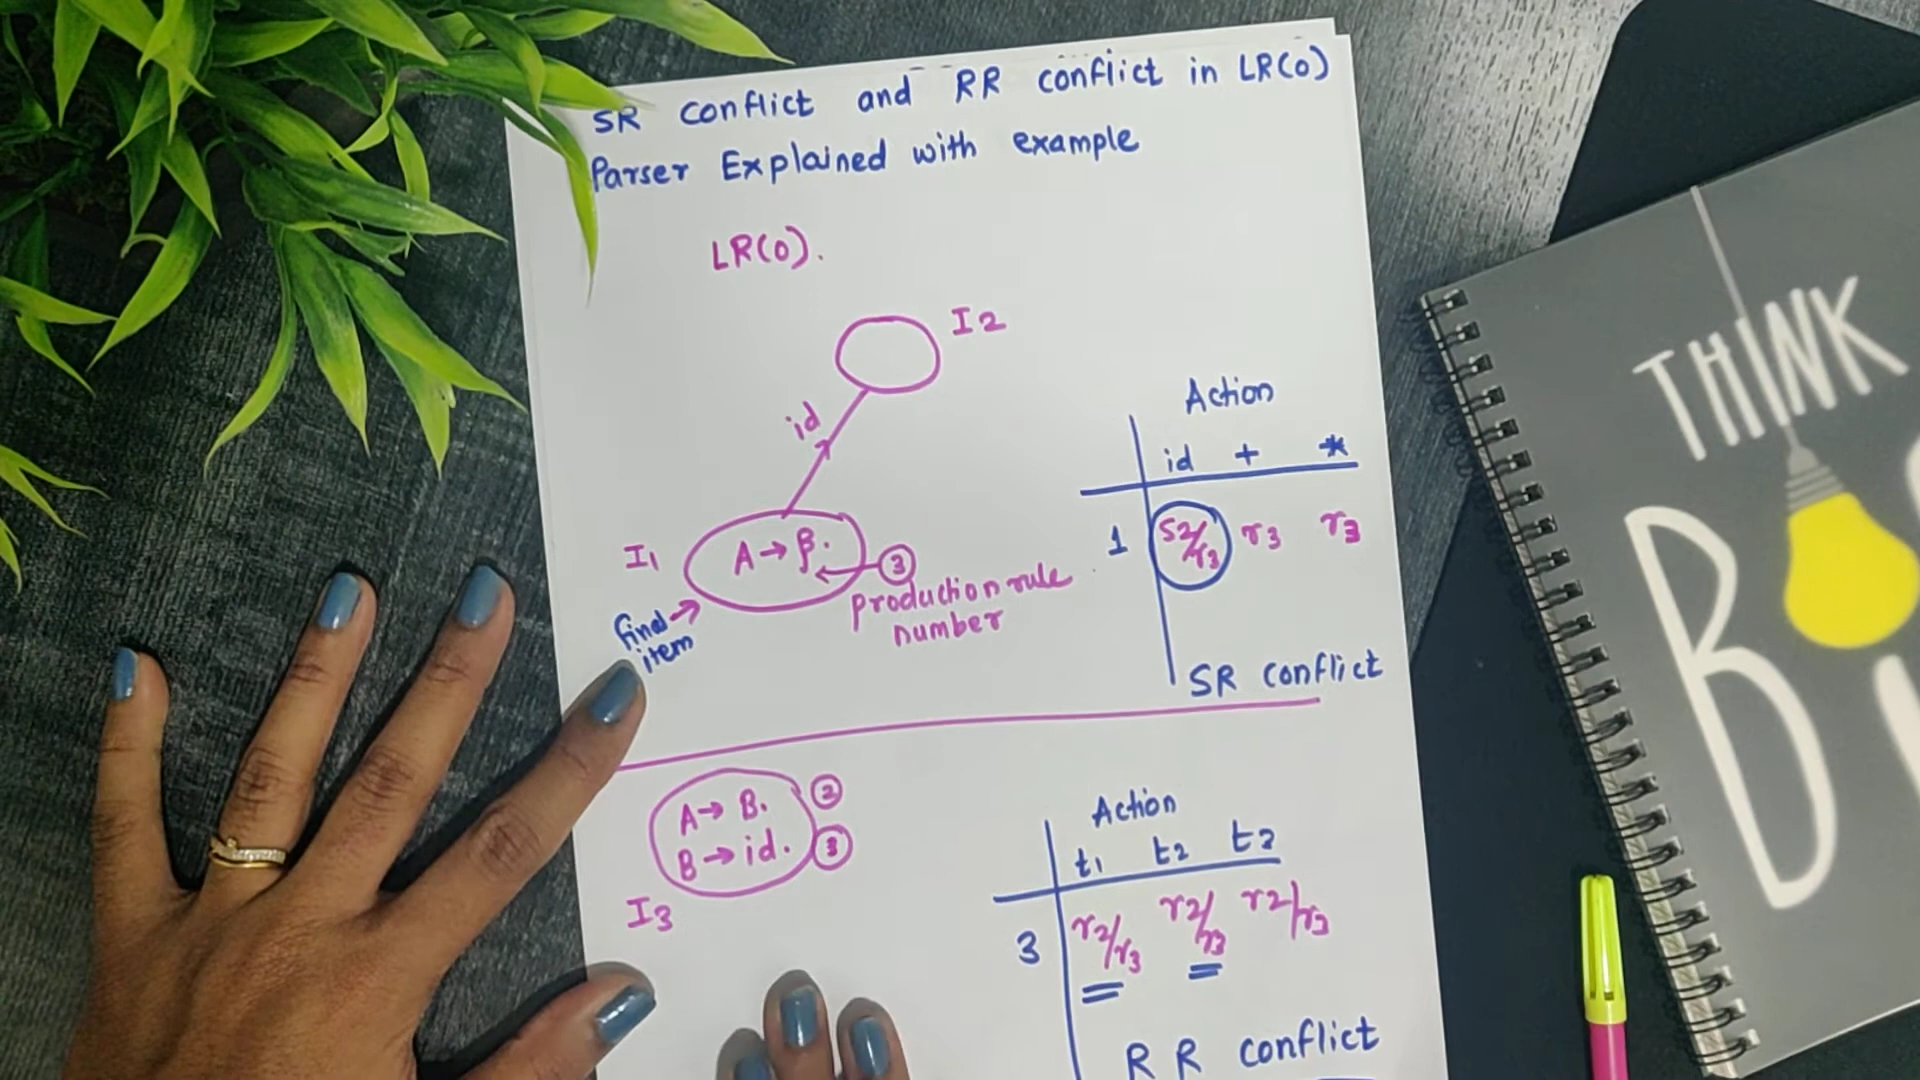 SR conflict and RR conflict in LR(0)
Parser Explained with example
LR(0).
I2
id
I1
A→β.
3
production rule
number
final
item
Action
id + *
1 S2/r3 r3 r3
SR conflict
A→ B. 2
B→id. 3
I3
Action
t1 t2 t3
3 r2/r3 r2/r3 r2/r3
RR conflict
THINK